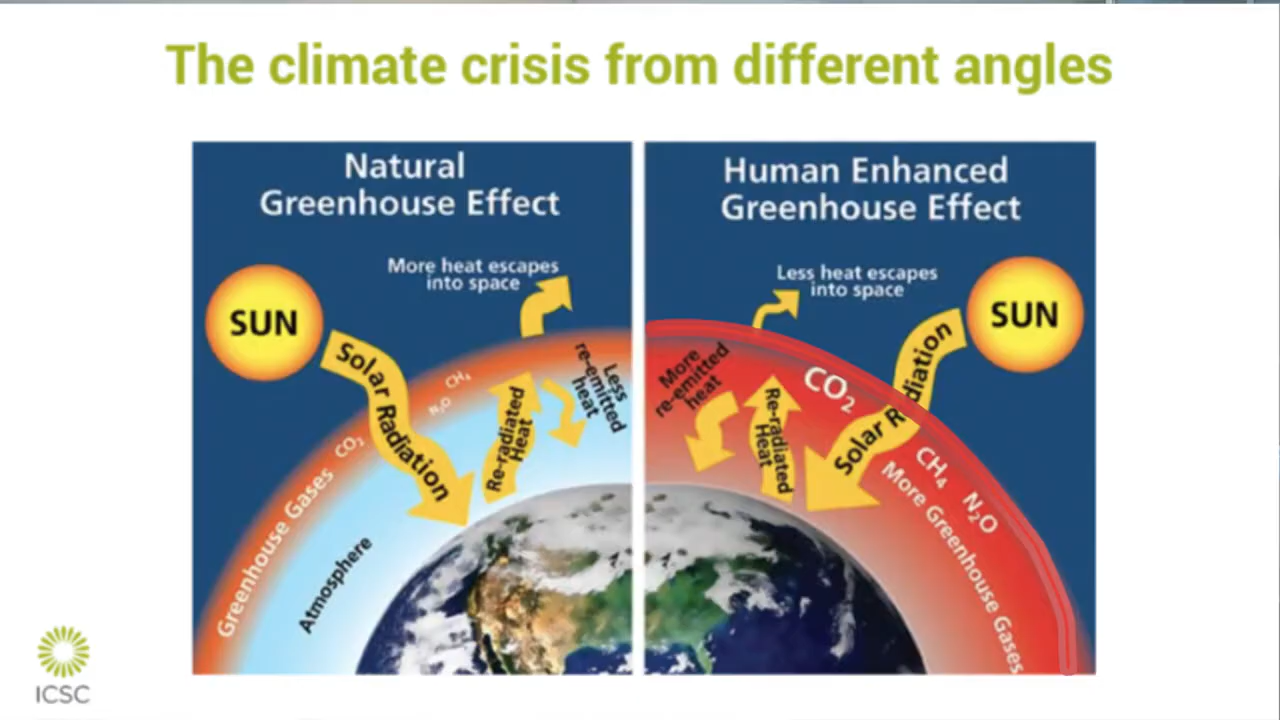 The climate crisis from different angles
Natural
Greenhouse Effect
More heat escapes
into space
SUN
Solar Radiation
CH₄
N₂O
CO₂
Greenhouse Gases
Atmosphere
Re-radiated
Heat
Less
re-emitted
heat
Human Enhanced
Greenhouse Effect
Less heat escapes
into space
SUN
Solar Radiation
More
re-emitted
heat
Re-radiated
Heat
CO₂
CH₄
N₂O
More Greenhouse Gases
ICSC